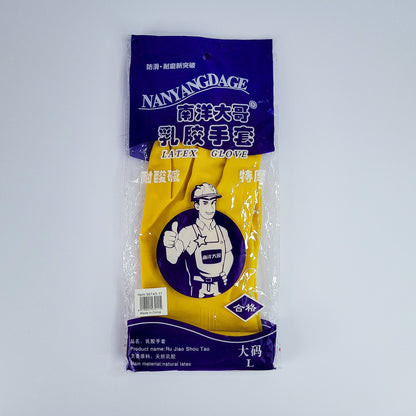 防滑·耐磨新突破
NANYANGDAGE
南洋大哥®
乳胶手套
LATEX GLOVE
耐酸碱 特厚
南洋大哥
Made in China
合格
品名：乳胶手套
Product name:Ru Jiao Shou Tao
主要原料：天然乳胶
Main material:natural latex
大码
L